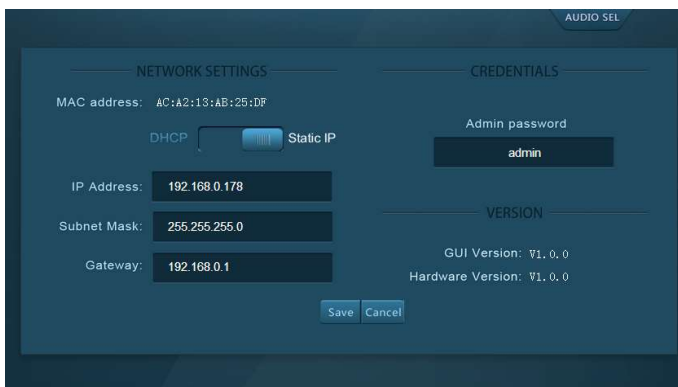 AUDIO SEL
NETWORK SETTINGS
MAC address: AC:A2:13:AB:25:DF
DHCP Static IP
IP Address: 192.168.0.178
Subnet Mask: 255.255.255.0
Gateway: 192.168.0.1
CREDENTIALS
Admin password
admin
VERSION
GUI Version: V1.0.0
Hardware Version: V1.0.0
Save Cancel